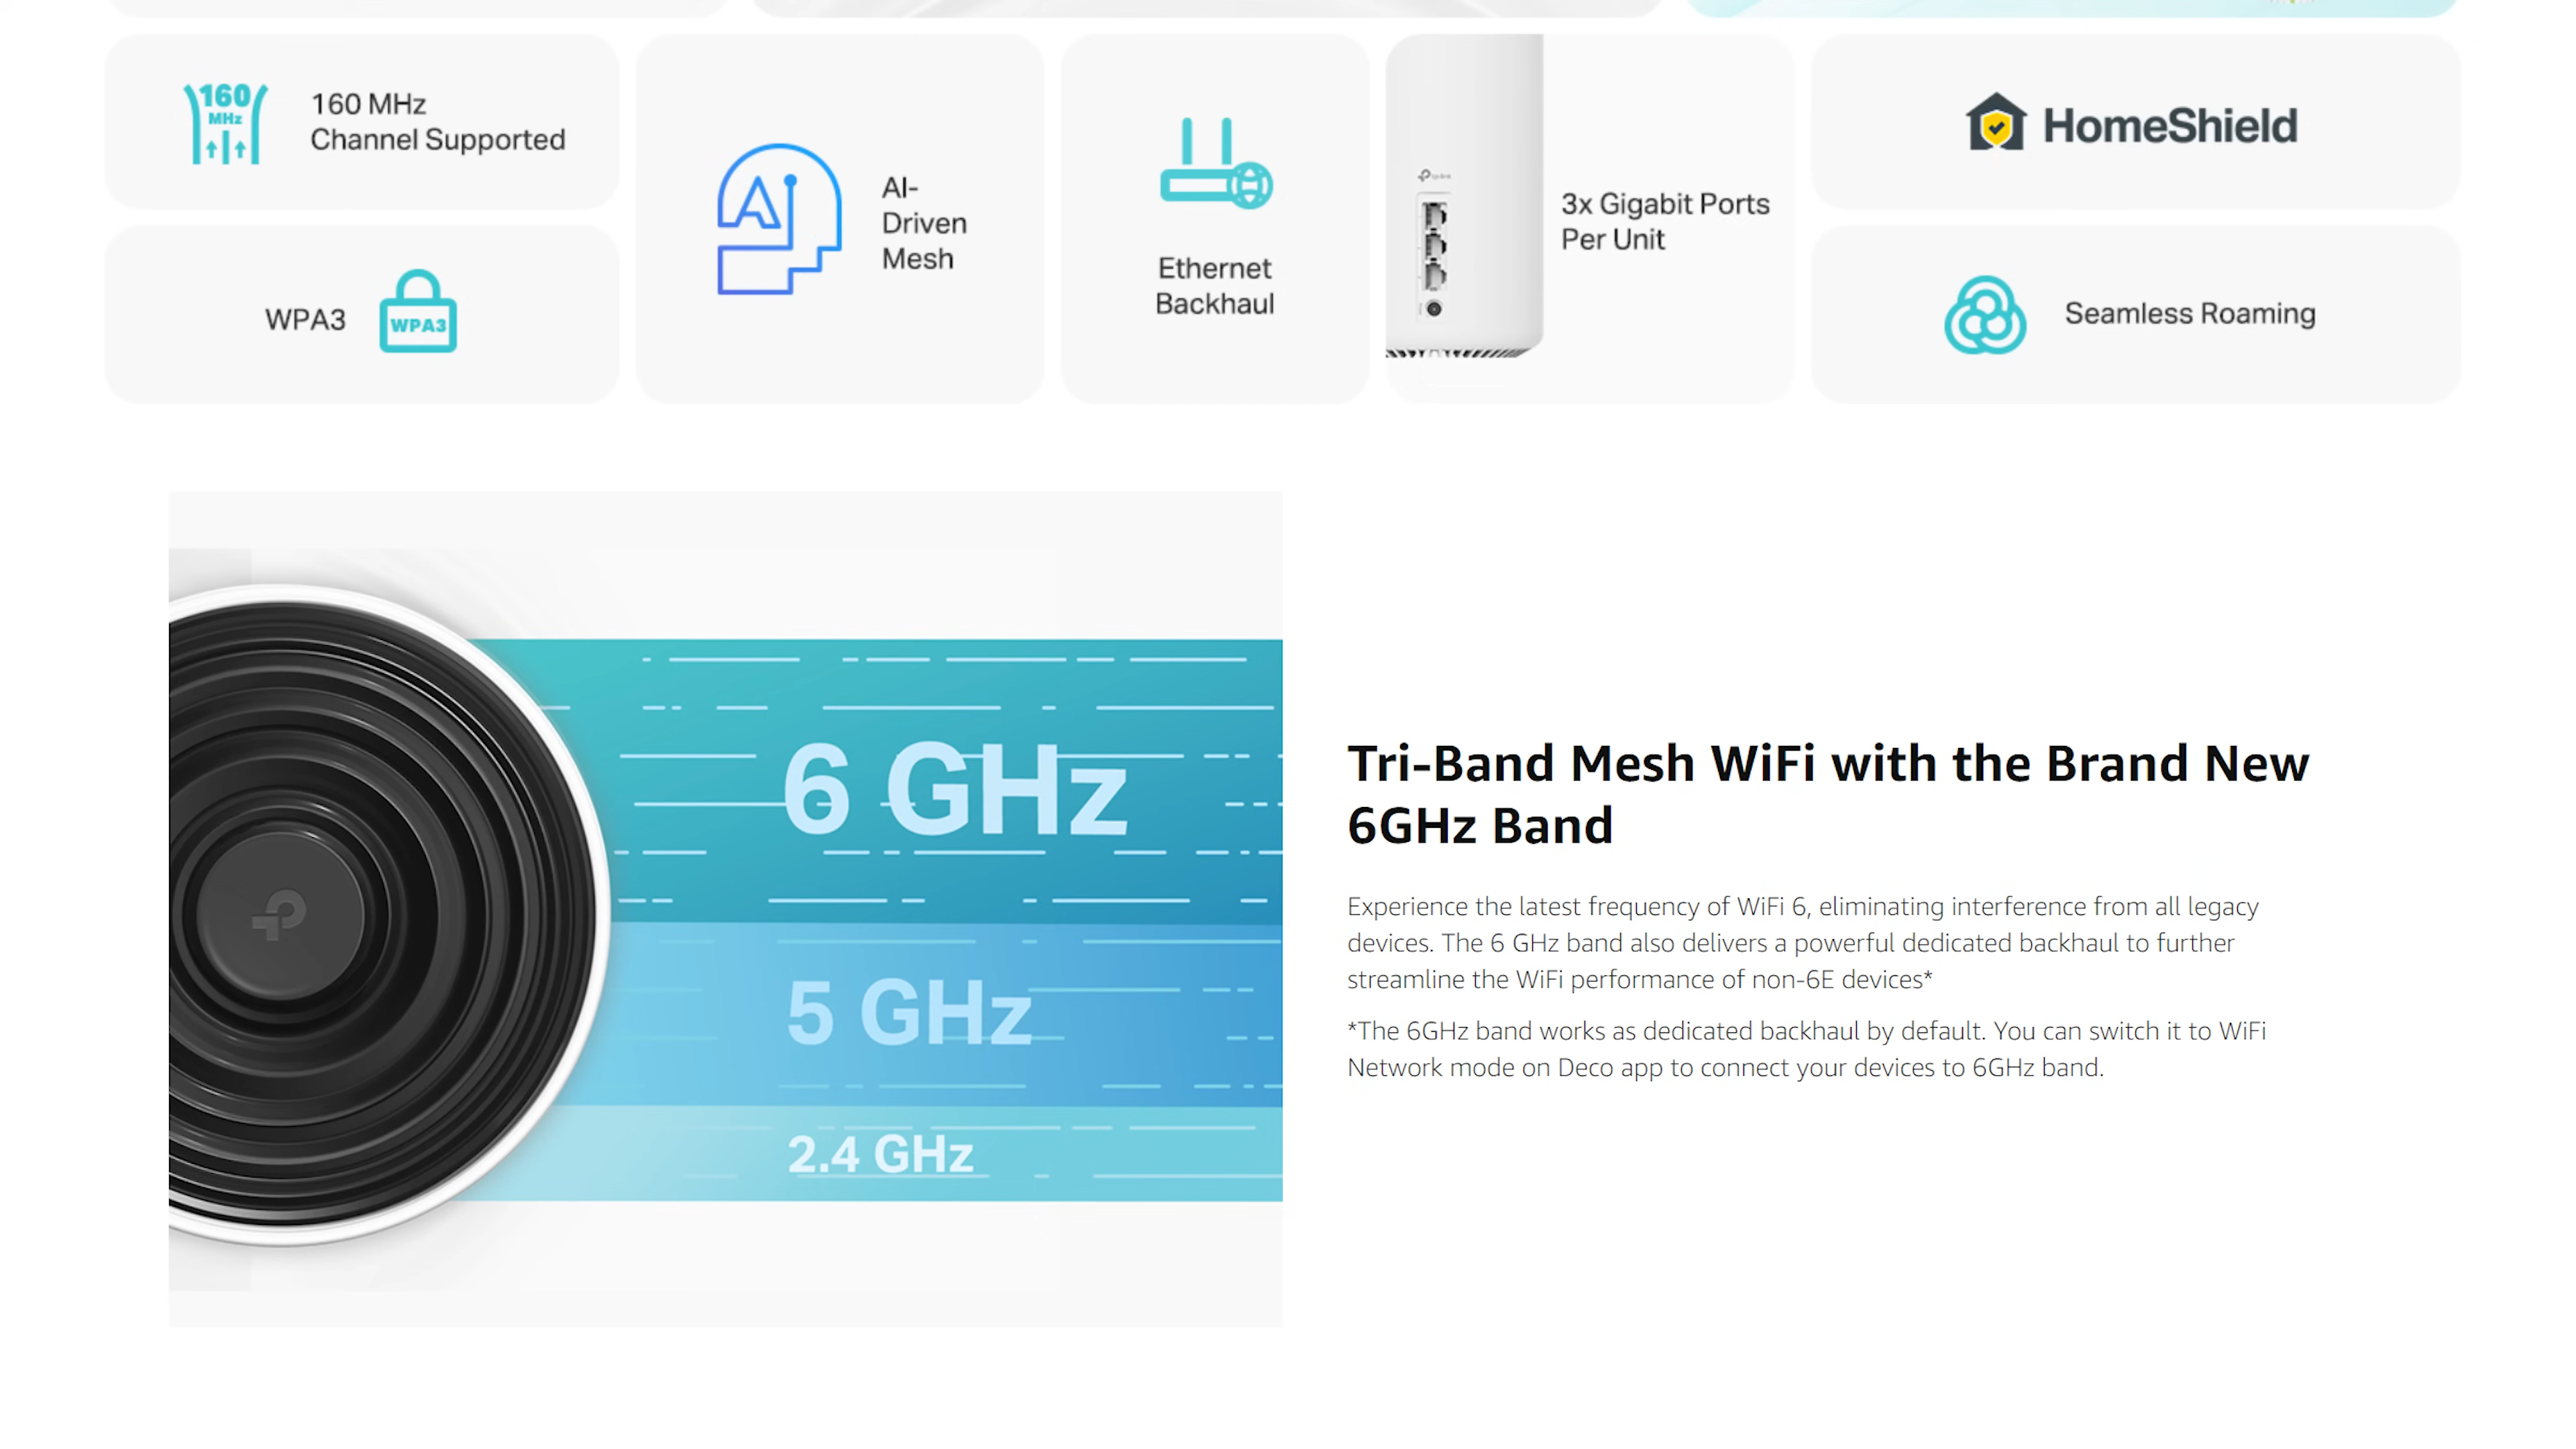 160
MHz
160 MHz
Channel Supported
WPA3
WPA3
AI
AI-
Driven
Mesh
Ethernet
Backhaul
3x Gigabit Ports
Per Unit
HomeShield
Seamless Roaming
6 GHz
5 GHz
2.4 GHz
Tri-Band Mesh WiFi with the Brand New
6GHz Band
Experience the latest frequency of WiFi 6, eliminating interference from all legacy
devices. The 6 GHz band also delivers a powerful dedicated backhaul to further
streamline the WiFi performance of non-6E devices*
*The 6GHz band works as dedicated backhaul by default. You can switch it to WiFi
Network mode on Deco app to connect your devices to 6GHz band.